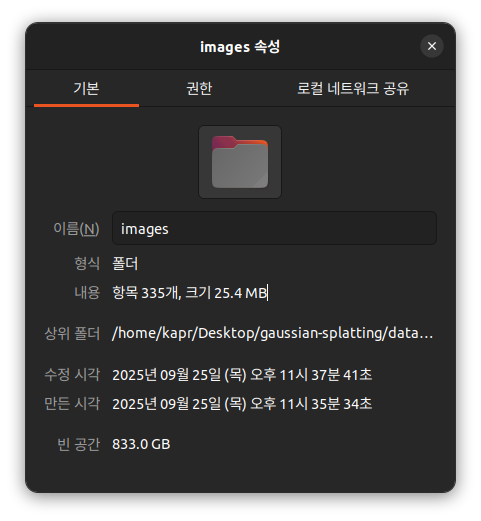 images 속성
기본 권한 로컬 네트워크 공유
이름(N) images
형식 폴더
내용 항목 335개, 크기 25.4 MB
상위 폴더 /home/kapr/Desktop/gaussian-splatting/data…
수정 시각 2025년 09월 25일 (목) 오후 11시 37분 41초
만든 시각 2025년 09월 25일 (목) 오후 11시 35분 34초
빈 공간 833.0 GB